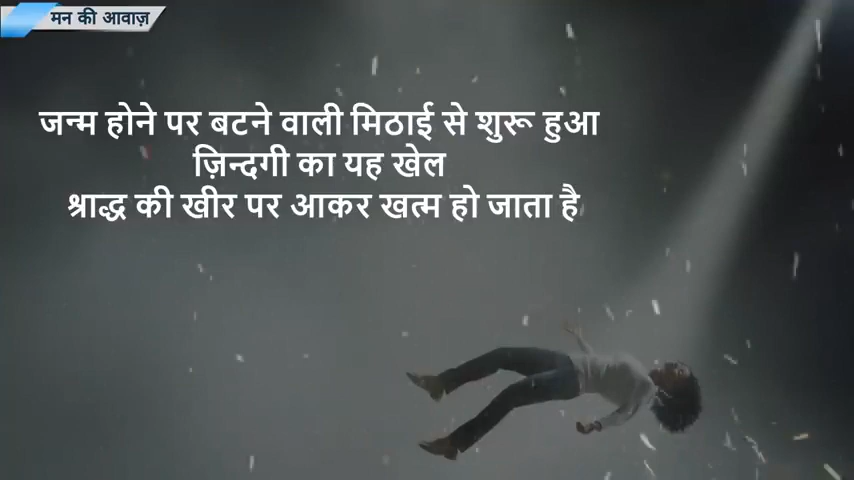 मन की आवाज़
जन्म होने पर बटने वाली मिठाई से शुरू हुआ
ज़िन्दगी का यह खेल
श्राद्ध की खीर पर आकर खत्म हो जाता है